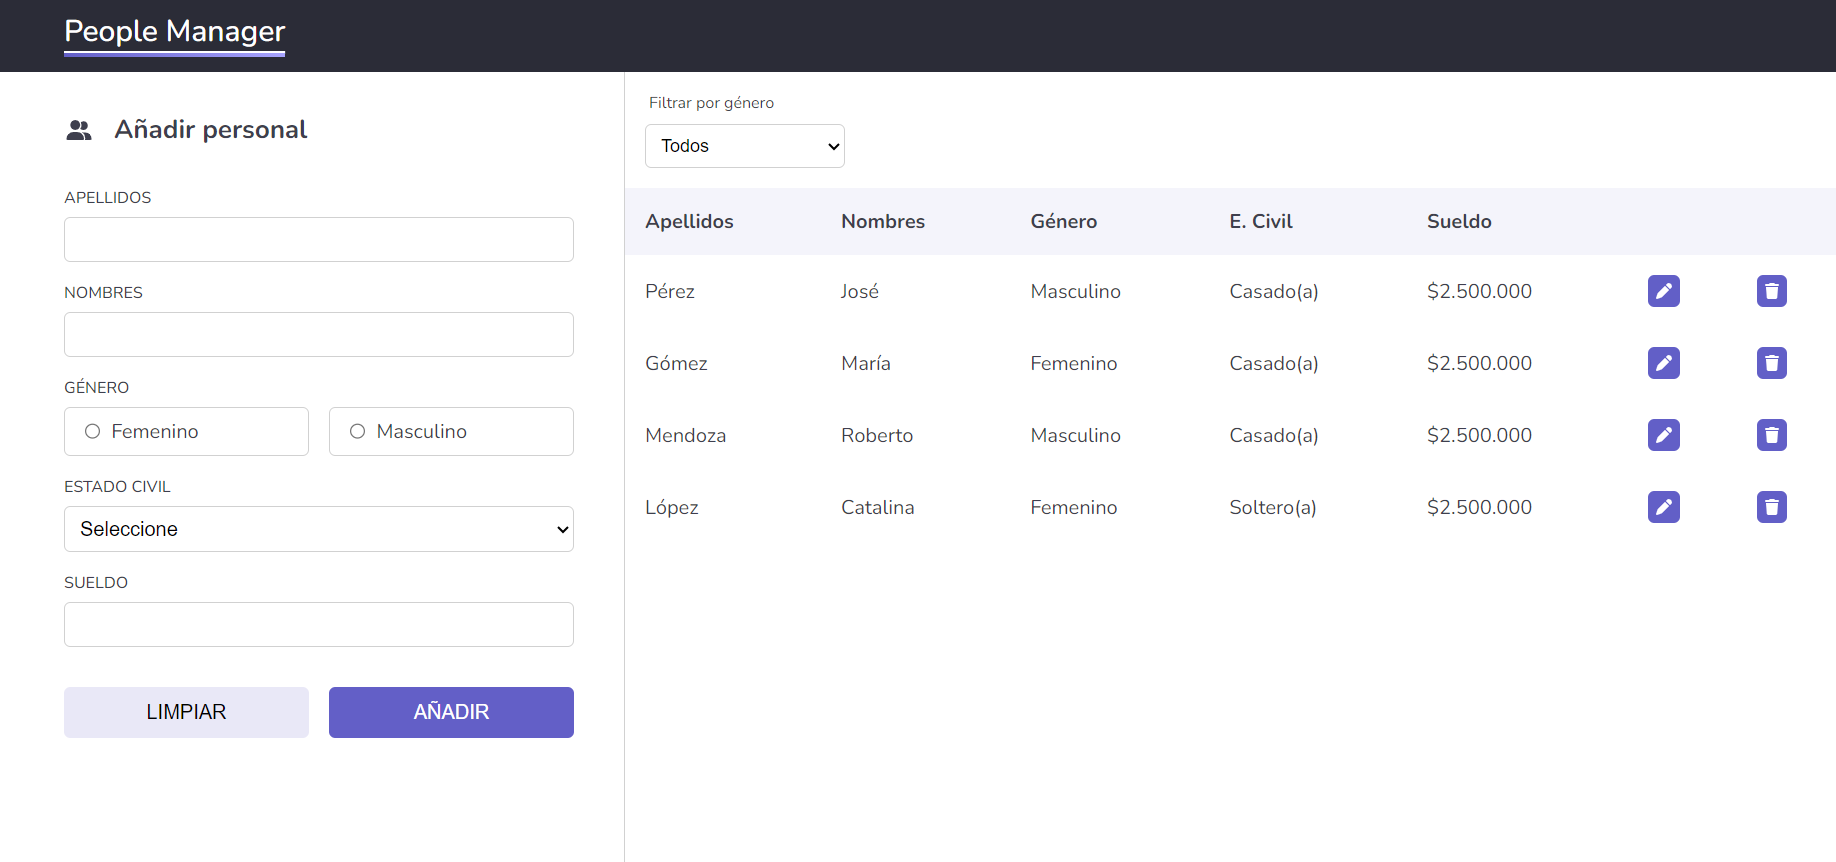 People Manager
Añadir personal
APELLIDOS
NOMBRES
GÉNERO
Femenino Masculino
ESTADO CIVIL
Seleccione
SUELDO
LIMPIAR AÑADIR
Filtrar por género
Todos
Apellidos Nombres Género E. Civil Sueldo
Pérez José Masculino Casado(a) $2.500.000
Gómez María Femenino Casado(a) $2.500.000
Mendoza Roberto Masculino Casado(a) $2.500.000
López Catalina Femenino Soltero(a) $2.500.000